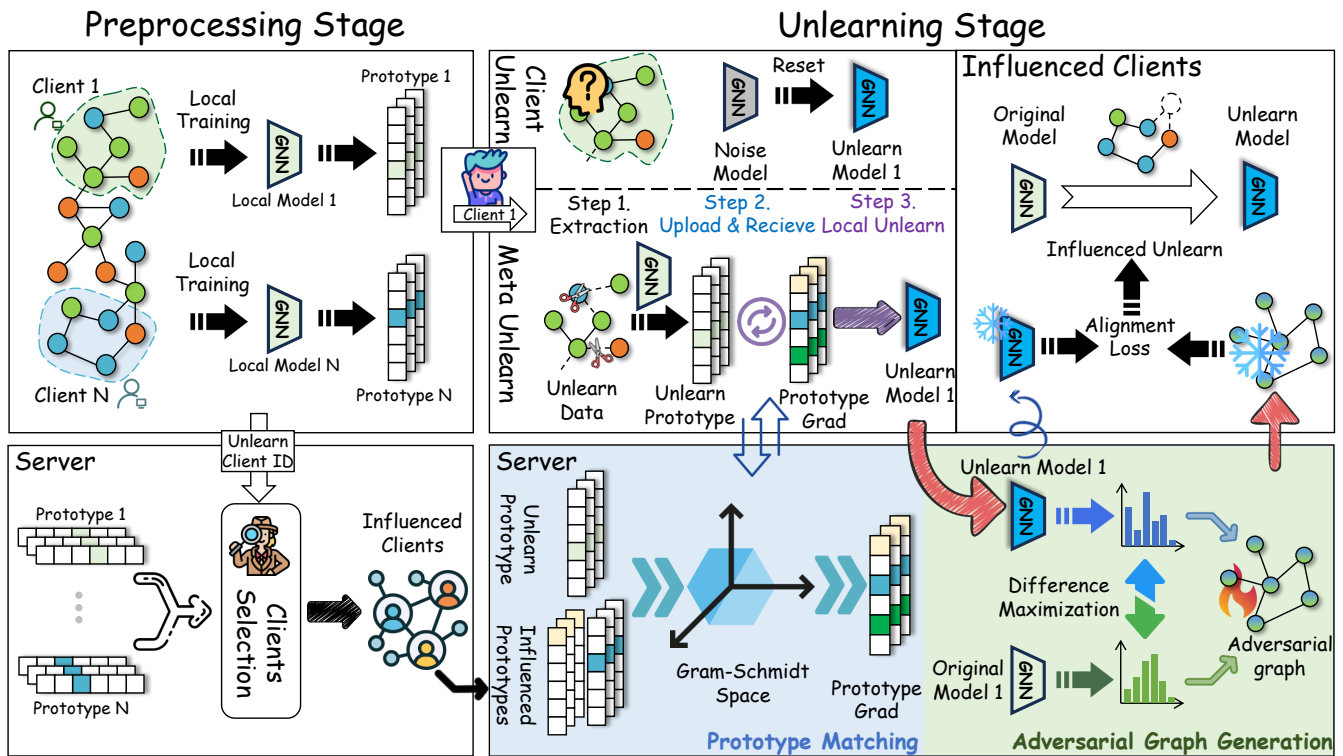 Preprocessing Stage
Unlearning Stage
Client 1
Local
Training
GNN
Local Model 1
Prototype 1
Local
Training
GNN
Local Model N
Prototype N
Client N
Client 1
Client
Unlearn
?
GNN
Noise
Model
Reset
GNN
Unlearn
Model 1
Meta Unlearn
Step 1.
Extraction
Step 2.
Upload & Recieve
Step 3.
Local Unlearn
GNN
GNN
Unlearn
Data
Unlearn
Prototype
Prototype
Grad
Unlearn
Model 1
Influenced Clients
Original
Model
Unlearn
Model
GNN
GNN
Influenced Unlearn
GNN
Alignment
Loss
Server
Unlearn
Client ID
Prototype 1
Prototype N
Clients
Selection
Influenced
Clients
Server
Unlearn
Prototype
Influenced
Prototypes
Gram-Schmidt
Space
Prototype
Grad
Prototype Matching
Unlearn Model 1
GNN
Difference
Maximization
Original
Model 1
GNN
Adversarial
graph
Adversarial Graph Generation